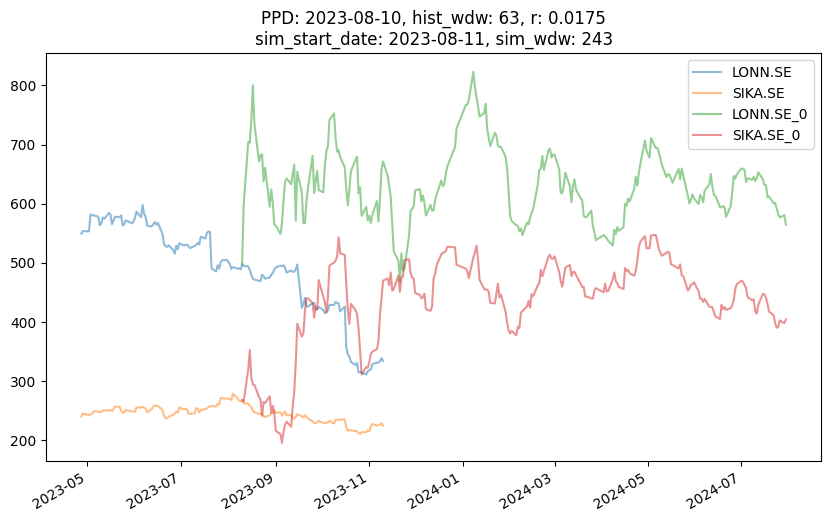 PPD: 2023-08-10, hist_wdw: 63, r: 0.0175
sim_start_date: 2023-08-11, sim_wdw: 243
LONN.SE
SIKA.SE
LONN.SE_0
SIKA.SE_0
800
700
600
500
400
300
200
2023-05
2023-07
2023-09
2023-11
2024-01
2024-03
2024-05
2024-07